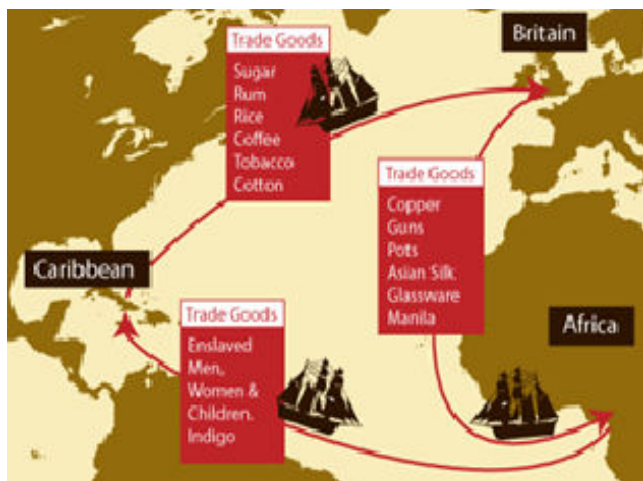 Trade Goods
Sugar
Rum
Rice
Coffee
Tobacco
Cotton
Britain
Trade Goods
Copper
Guns
Potts
Asian Silk
Glassware
Manila
Caribbean
Trade Goods
Enslaved
Men,
Women &
Children.
Indigo
Africa